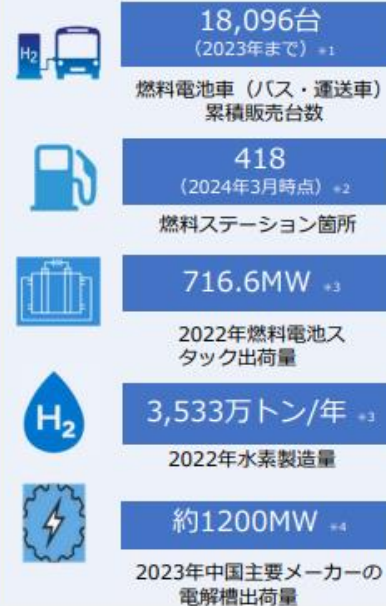 18,096台
(2023年まで) *1
H2
燃料電池車（バス・運送車）
累積販売台数
418
(2024年3月時点) *2
燃料ステーション箇所
716.6MW *3
2022年燃料電池ス
タック出荷量
3,533万トン/年 *3
H2
2022年水素製造量
約1200MW *4
2023年中国主要メーカーの
電解槽出荷量